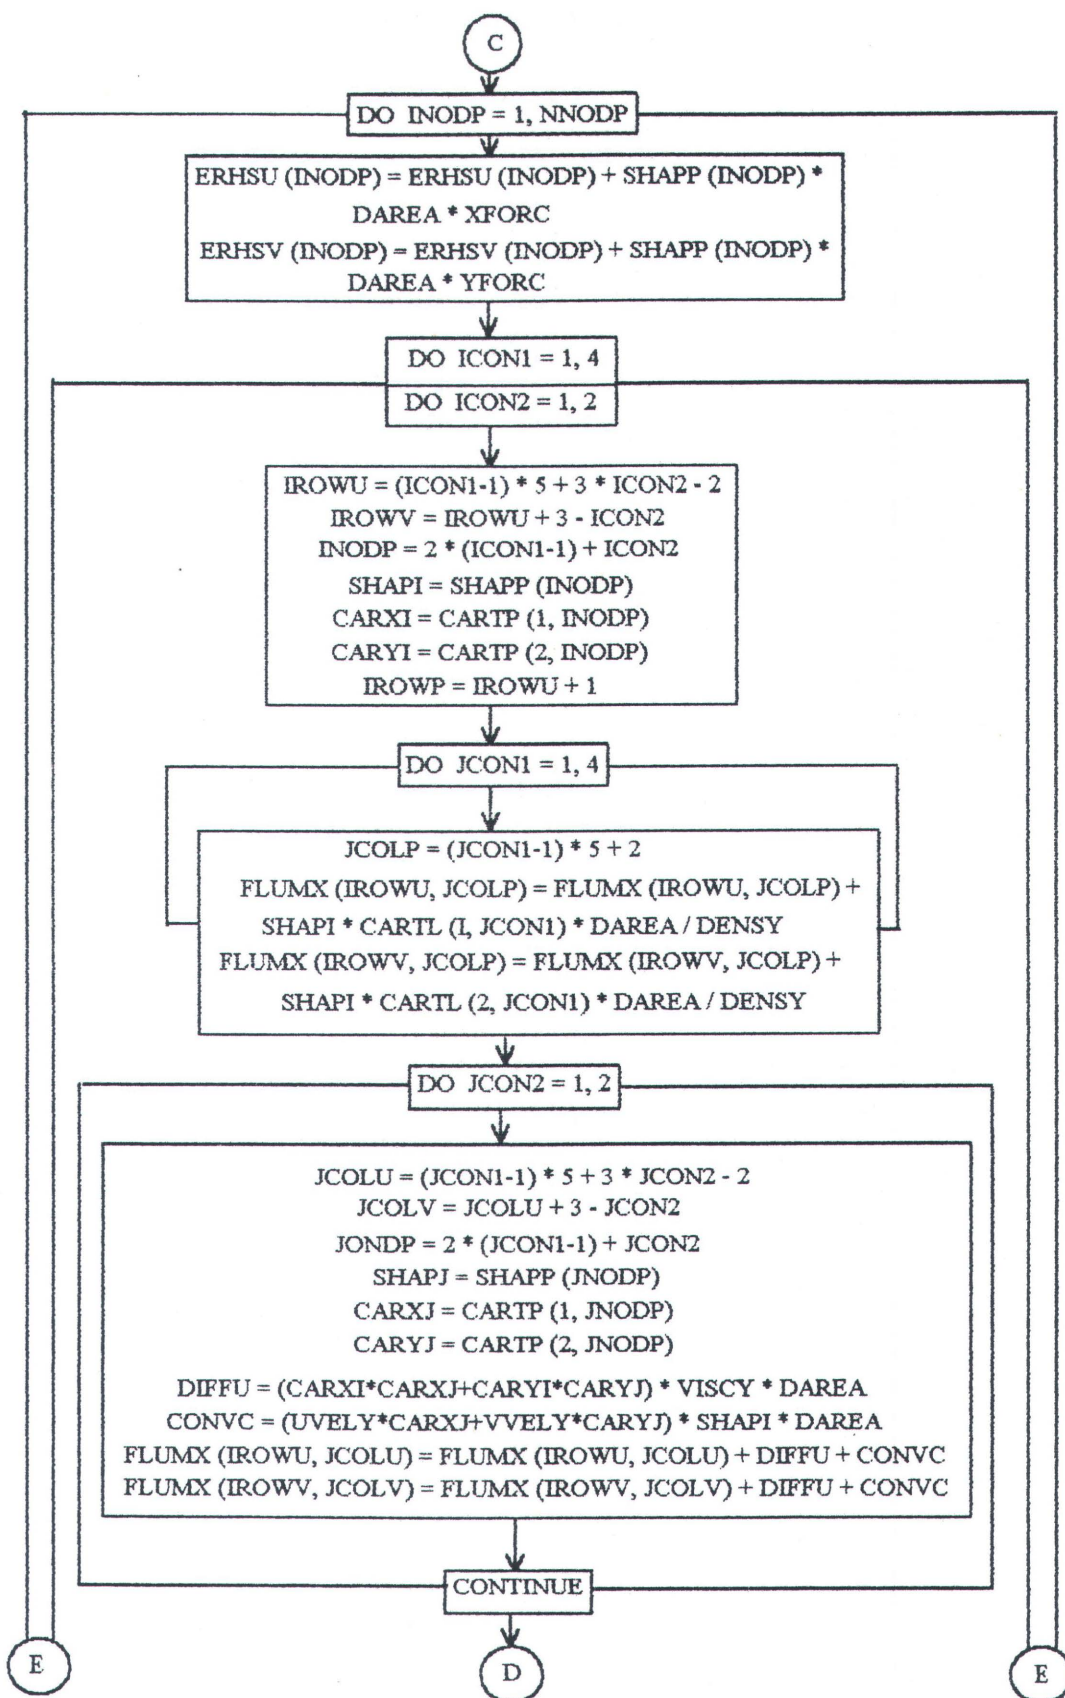 C
DO INODP = 1, NNODP
ERHSU (INODP) = ERHSU (INODP) + SHAPP (INODP) *
DAREA * XFORC
ERHSV (INODP) = ERHSV (INODP) + SHAPP (INODP) *
DAREA * YFORC
DO ICON1 = 1, 4
DO ICON2 = 1, 2
IROWU = (ICON1-1) * 5 + 3 * ICON2 - 2
IROWV = IROWU + 3 - ICON2
INODP = 2 * (ICON1-1) + ICON2
SHAPI = SHAPP (INODP)
CARXI = CARTP (1, INODP)
CARYI = CARTP (2, INODP)
IROWP = IROWU + 1
DO JCON1 = 1, 4
JCOLP = (JCON1-1) * 5 + 2
FLUMX (IROWU, JCOLP) = FLUMX (IROWU, JCOLP) +
SHAPI * CARTL (I, JCON1) * DAREA / DENSY
FLUMX (IROWV, JCOLP) = FLUMX (IROWV, JCOLP) +
SHAPI * CARTL (2, JCON1) * DAREA / DENSY
DO JCON2 = 1, 2
JCOLU = (JCON1-1) * 5 + 3 * JCON2 - 2
JCOLV = JCOLU + 3 - JCON2
JONDP = 2 * (JCON1-1) + JCON2
SHAPJ = SHAPP (JNODP)
CARXJ = CARTP (1, JNODP)
CARYJ = CARTP (2, JNODP)
DIFFU = (CARXI*CARXJ+CARYI*CARYJ) * VISCY * DAREA
CONVC = (UVELY*CARXJ+VVELY*CARYJ) * SHAPI * DAREA
FLUMX (IROWU, JCOLU) = FLUMX (IROWU, JCOLU) + DIFFU + CONVC
FLUMX (IROWV, JCOLV) = FLUMX (IROWV, JCOLV) + DIFFU + CONVC
CONTINUE
E
D
E